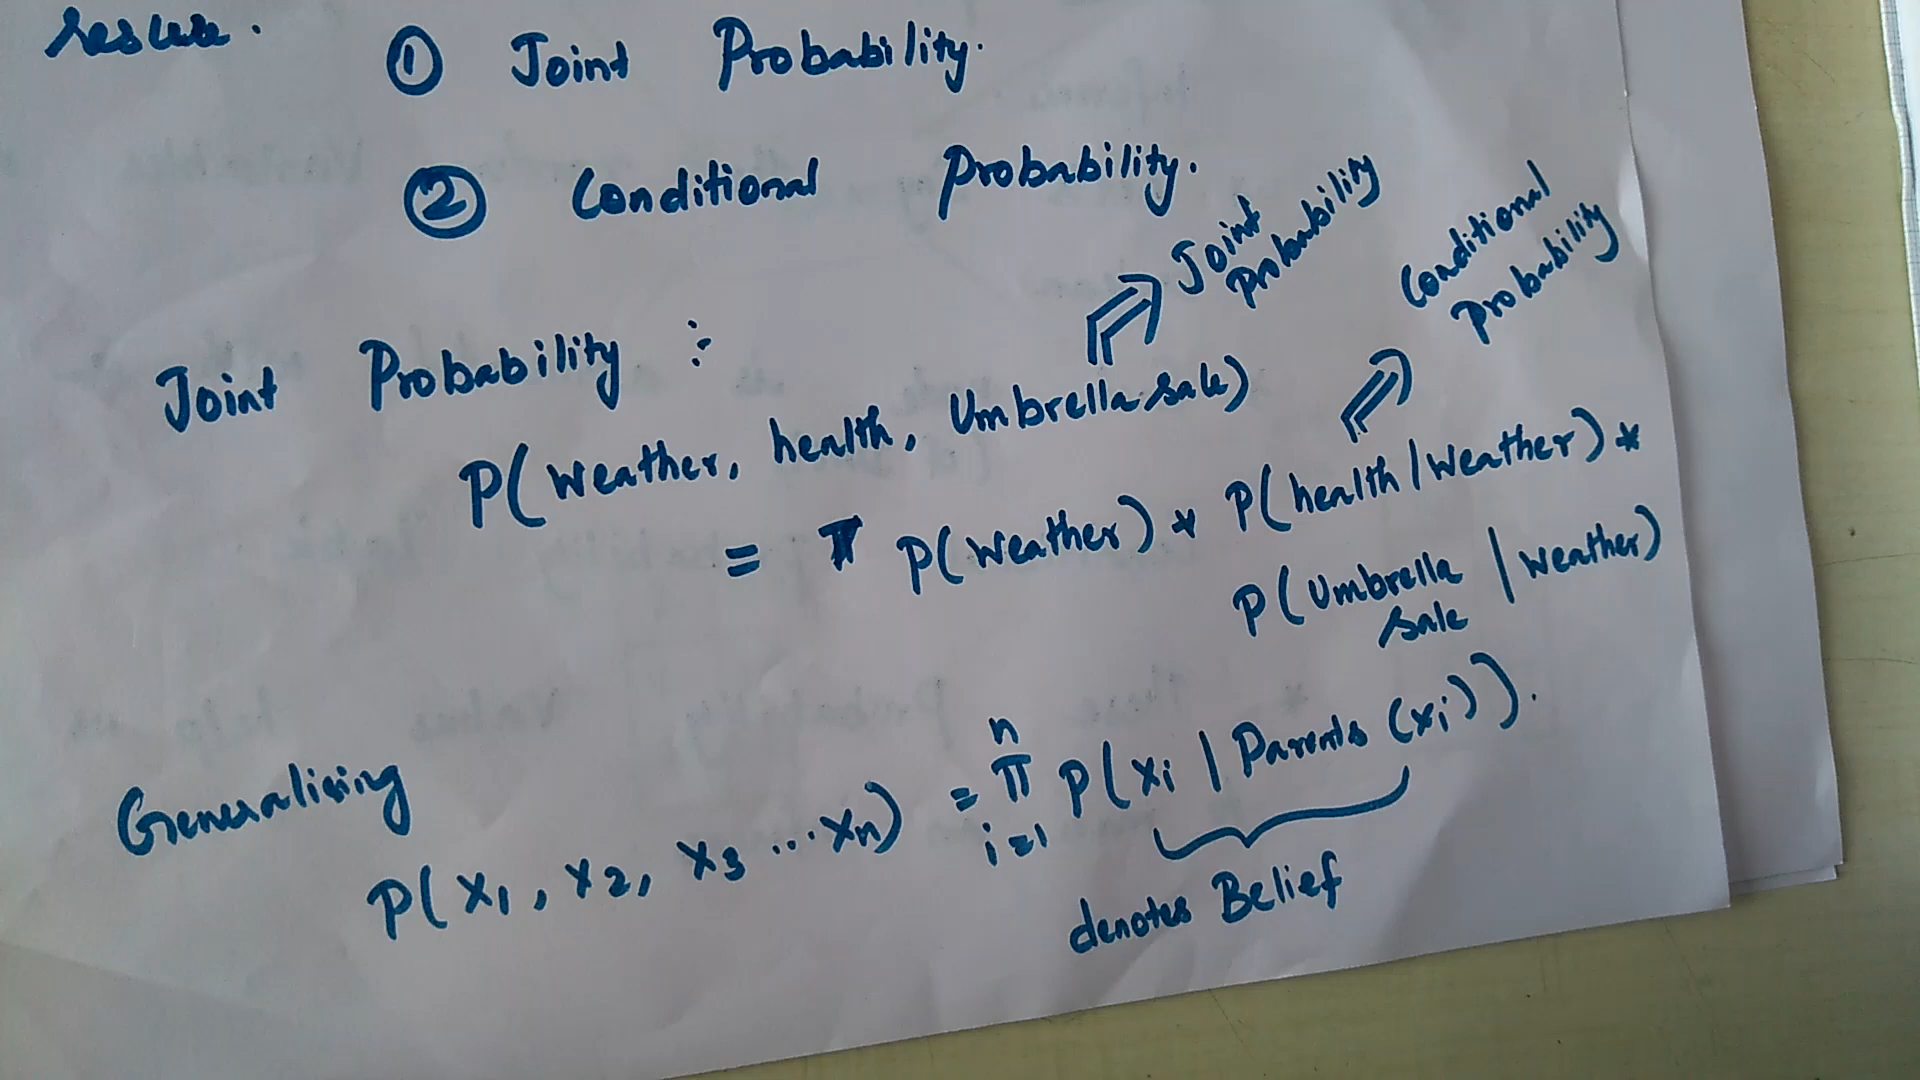 ① Joint Probability.
② Conditional Probability.
Joint Probability
Conditional Probability
Joint Probability :-
P(Weather, health, Umbrella sale)
= π P(Weather) * P(health | Weather) *
P(Umbrella sale | Weather)
Generalising
P(x1, x2, x3 ... xn) = π i=1 n P(xi | Parents (xi)).
denotes Belief